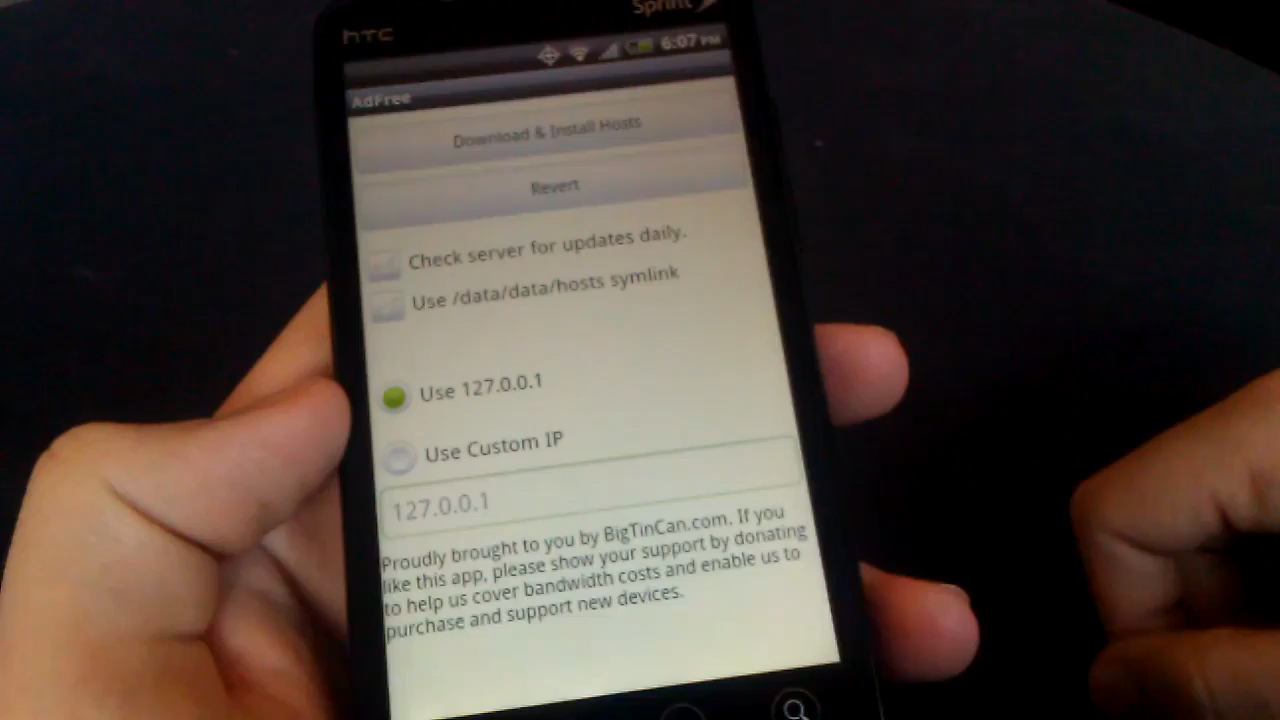 Sprint
hTC
6:07 PM
AdFree
Download & Install Hosts
Revert
Check server for updates daily.
Use /data/data/hosts symlink
Use 127.0.0.1
Use Custom IP
127.0.0.1
Proudly brought to you by BigTinCan.com. If you
like this app, please show your support by donating
to help us cover bandwidth costs and enable us to
purchase and support new devices.